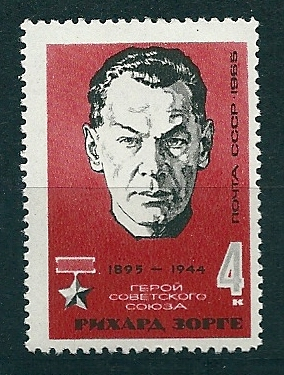 ПОЧТА СССР · 1965
1895 – 1944
4
К
ГЕРОЙ
СОВЕТСКОГО
СОЮЗА
РИХАРД ЗОРГЕ